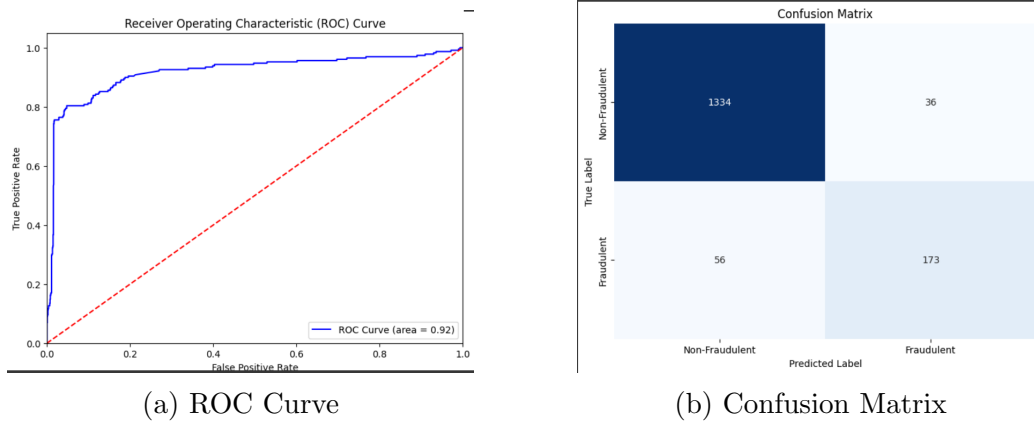 Receiver Operating Characteristic (ROC) Curve
1.0
0.8
0.6
0.4
0.2
0.0
True Positive Rate
0.0
0.2
0.4
0.6
0.8
1.0
False Positive Rate
ROC Curve (area = 0.92)
(a) ROC Curve
Confusion Matrix
Non-Fraudulent
Fraudulent
True Label
1334
36
56
173
Non-Fraudulent
Fraudulent
Predicted Label
(b) Confusion Matrix